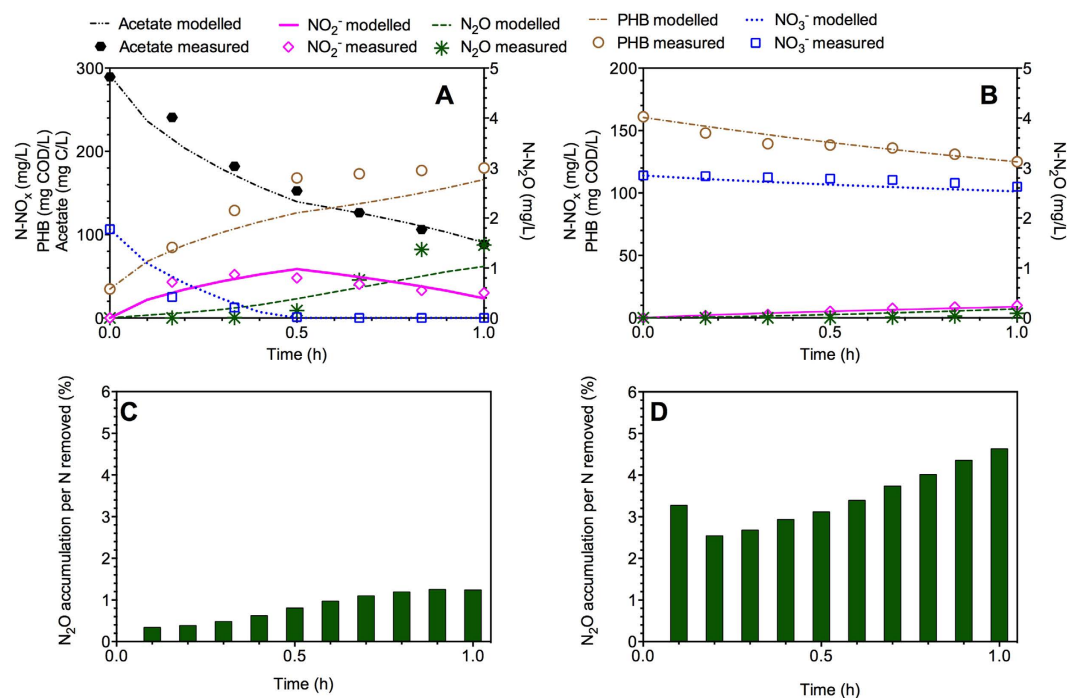 Acetate modelled NO₂⁻ modelled N₂O modelled PHB modelled NO₃⁻ modelled
Acetate measured NO₂⁻ measured N₂O measured PHB measured NO₃⁻ measured
A
N-NOₓ (mg/L)
PHB (mg COD/L)
Acetate (mg C/L)
300
200
100
0
5
4
3
2
1
0
N-N₂O (mg/L)
0.0 0.5 1.0
Time (h)
B
N-NOₓ (mg/L)
PHB (mg COD/L)
200
150
100
50
0
5
4
3
2
1
0
N-N₂O (mg/L)
0.0 0.5 1.0
Time (h)
C
N₂O accumulation per N removed (%)
6
5
4
3
2
1
0
0.0 0.5 1.0
Time (h)
D
N₂O accumulation per N removed (%)
6
5
4
3
2
1
0
0.0 0.5 1.0
Time (h)